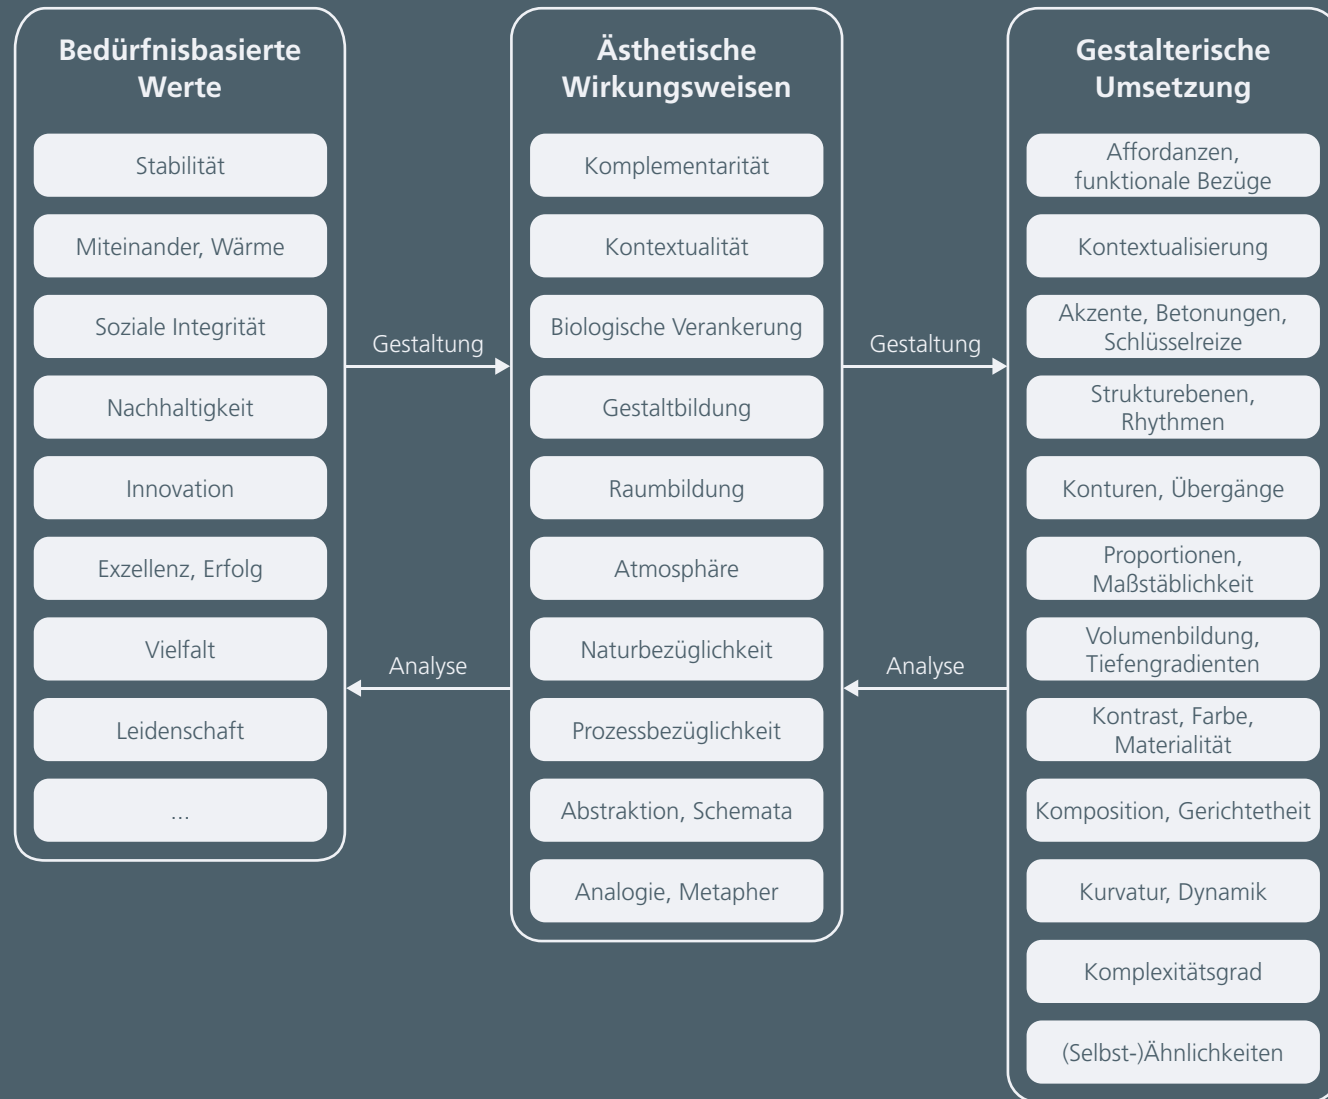 Bedürfnisbasierte
Werte
Stabilität
Miteinander, Wärme
Soziale Integrität
Nachhaltigkeit
Innovation
Exzellenz, Erfolg
Vielfalt
Leidenschaft
...
Gestaltung
Analyse
Ästhetische
Wirkungsweisen
Komplementarität
Kontextualität
Biologische Verankerung
Gestaltbildung
Raumbildung
Atmosphäre
Naturbezüglichkeit
Prozessbezüglichkeit
Abstraktion, Schemata
Analogie, Metapher
Gestaltung
Analyse
Gestalterische
Umsetzung
Affordanzen,
funktionale Bezüge
Kontextualisierung
Akzente, Betonungen,
Schlüsselreize
Strukturebenen,
Rhythmen
Konturen, Übergänge
Proportionen,
Maßstäblichkeit
Volumenbildung,
Tiefengradienten
Kontrast, Farbe,
Materialität
Komposition, Gerichtetheit
Kurvatur, Dynamik
Komplexitätsgrad
(Selbst-)Ähnlichkeiten